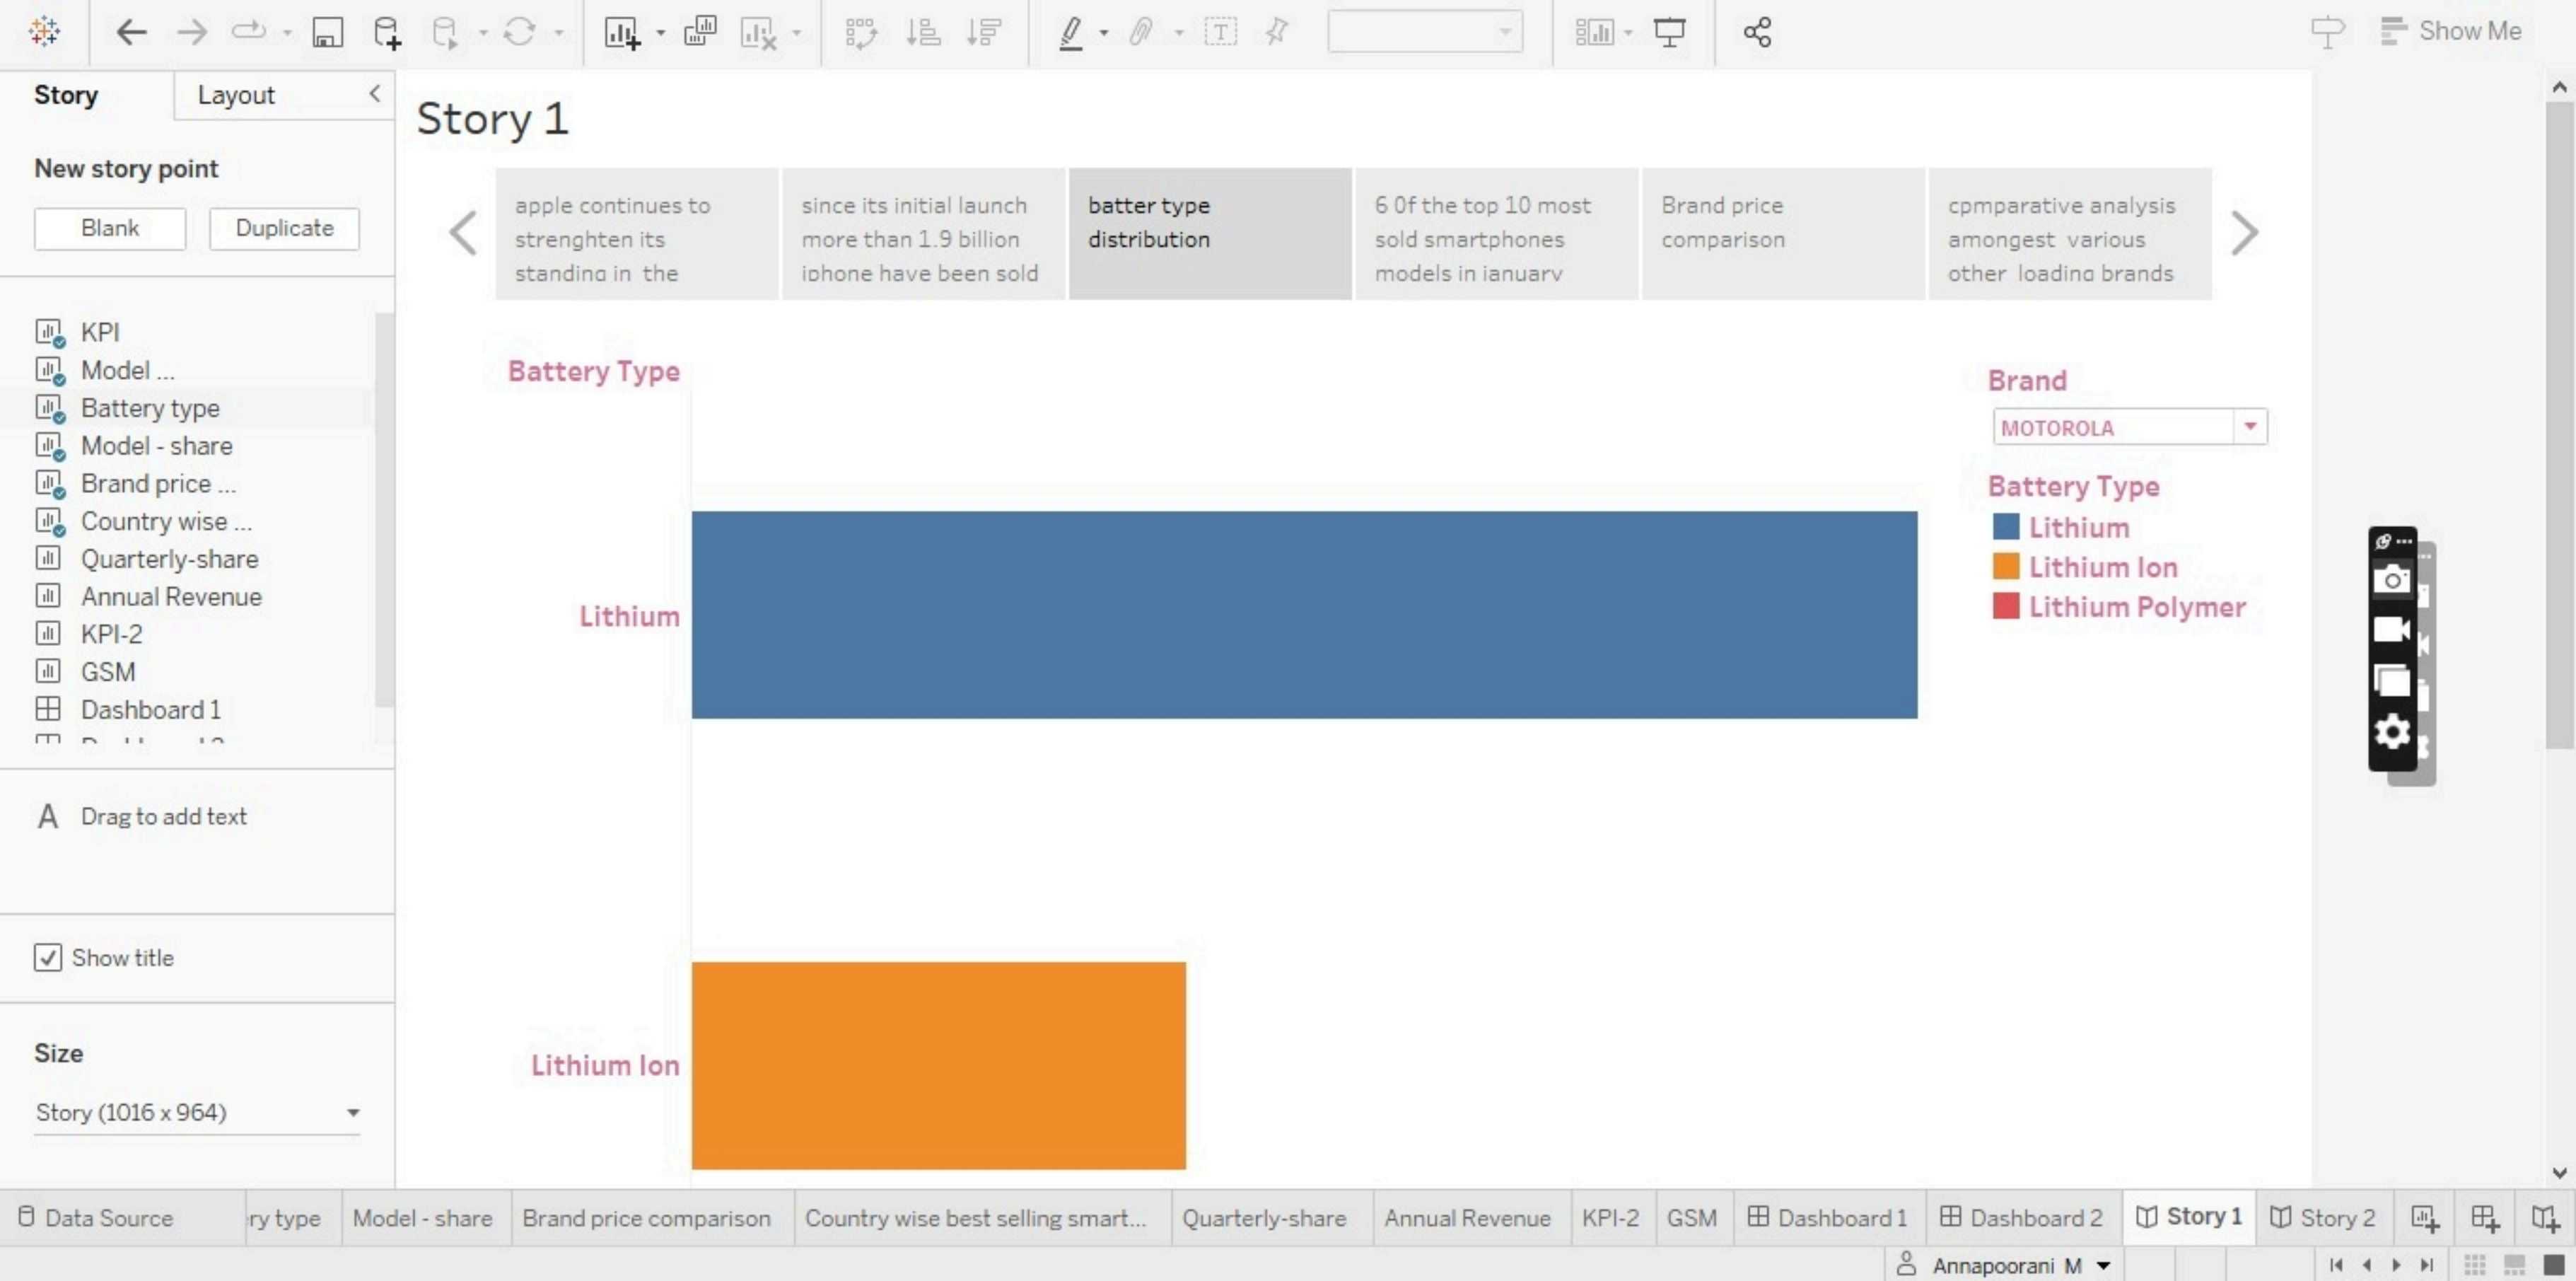 Show Me
Story
Layout
New story point
Blank
Duplicate
KPI
Model ...
Battery type
Model - share
Brand price ...
Country wise ...
Quarterly-share
Annual Revenue
KPI-2
GSM
Dashboard 1
Drag to add text
Show title
Size
Story (1016 x 964)
Story 1
apple continues to
strenghten its
standing in the
since its initial launch
more than 1.9 billion
iphone have been sold
batter type
distribution
6 0f the top 10 most
sold smartphones
models in january
Brand price
comparison
cpmparative analysis
amongest various
other loading brands
Battery Type
Lithium
Lithium Ion
Brand
MOTOROLA
Battery Type
Lithium
Lithium Ion
Lithium Polymer
Data Source
ry type
Model - share
Brand price comparison
Country wise best selling smart...
Quarterly-share
Annual Revenue
KPI-2
GSM
Dashboard 1
Dashboard 2
Story 1
Story 2
Annapoorani M